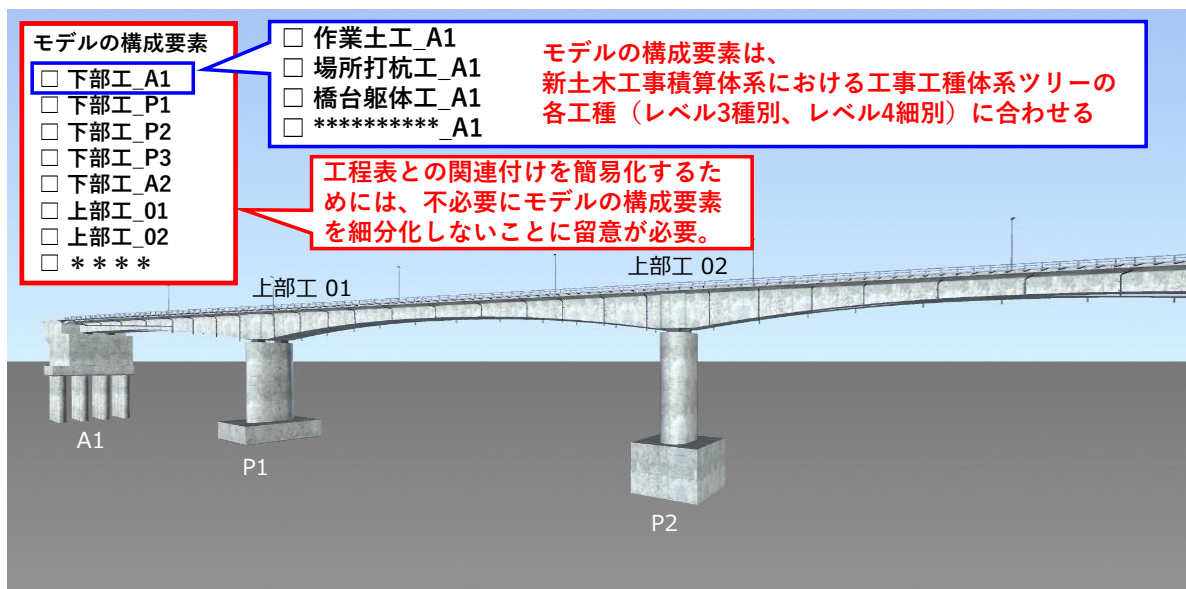 モデルの構成要素
□ 下部工_A1
□ 下部工_P1
□ 下部工_P2
□ 下部工_P3
□ 下部工_A2
□ 上部工_01
□ 上部工_02
□ ＊＊＊＊
□ 作業土工_A1
□ 場所打杭工_A1
□ 橋台躯体工_A1
□ **********_A1
モデルの構成要素は、
新土木工事積算体系における工事工種体系ツリーの
各工種（レベル3種別、レベル4細別）に合わせる
工程表との関連付けを簡易化するた
めには、不必要にモデルの構成要素
を細分化しないことに留意が必要。
上部工 01
上部工 02
A1
P1
P2